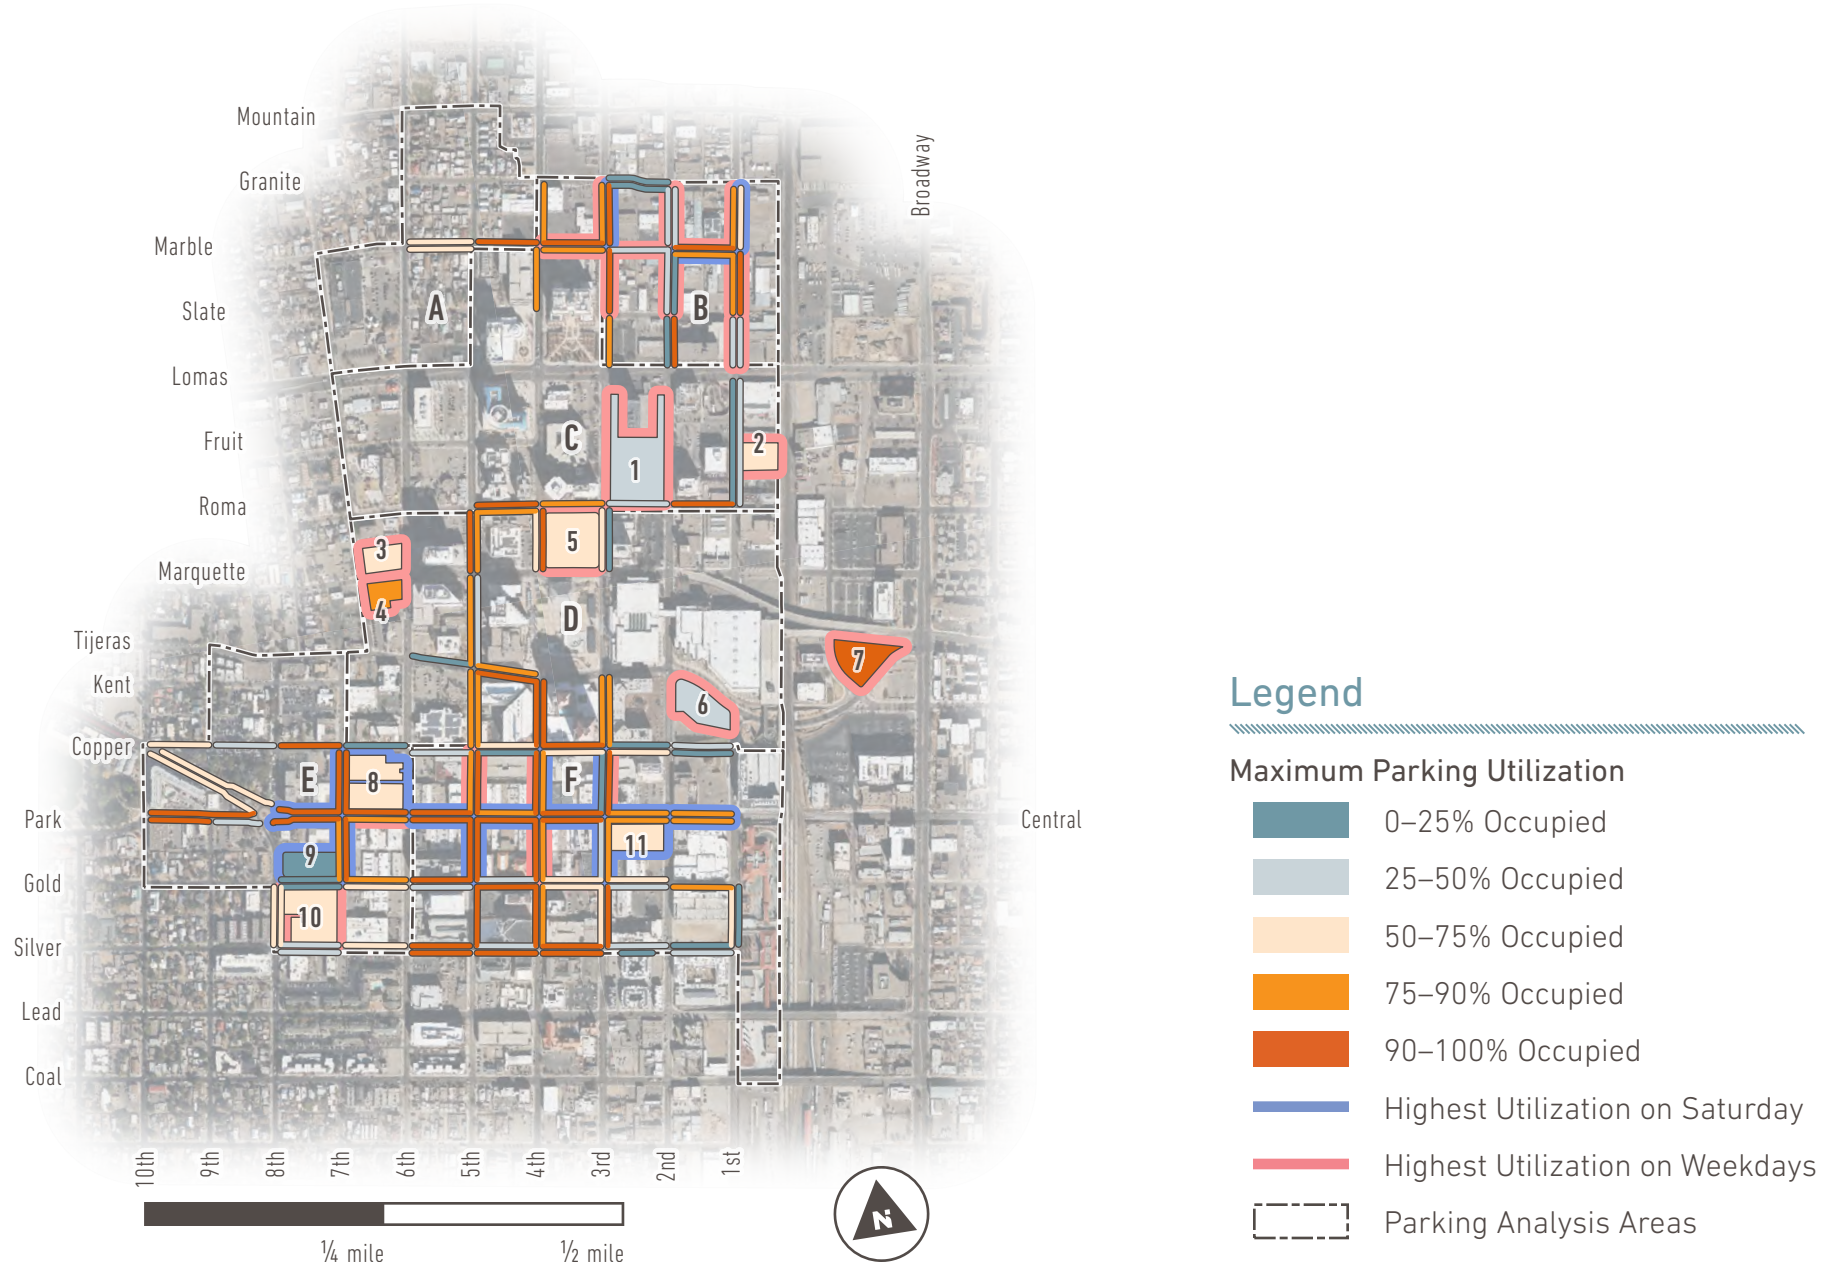 Mountain
Granite
Marble
Slate
Lomas
Fruit
Roma
Marquette
Tijeras
Kent
Copper
Park
Gold
Silver
Lead
Coal
Broadway
Central
A
B
C
D
E
F
1
2
3
4
5
6
7
8
9
10
11
10th
9th
8th
7th
6th
5th
4th
3rd
2nd
1st
¼ mile
½ mile
N
Legend
Maximum Parking Utilization
0–25% Occupied
25–50% Occupied
50–75% Occupied
75–90% Occupied
90–100% Occupied
Highest Utilization on Saturday
Highest Utilization on Weekdays
Parking Analysis Areas